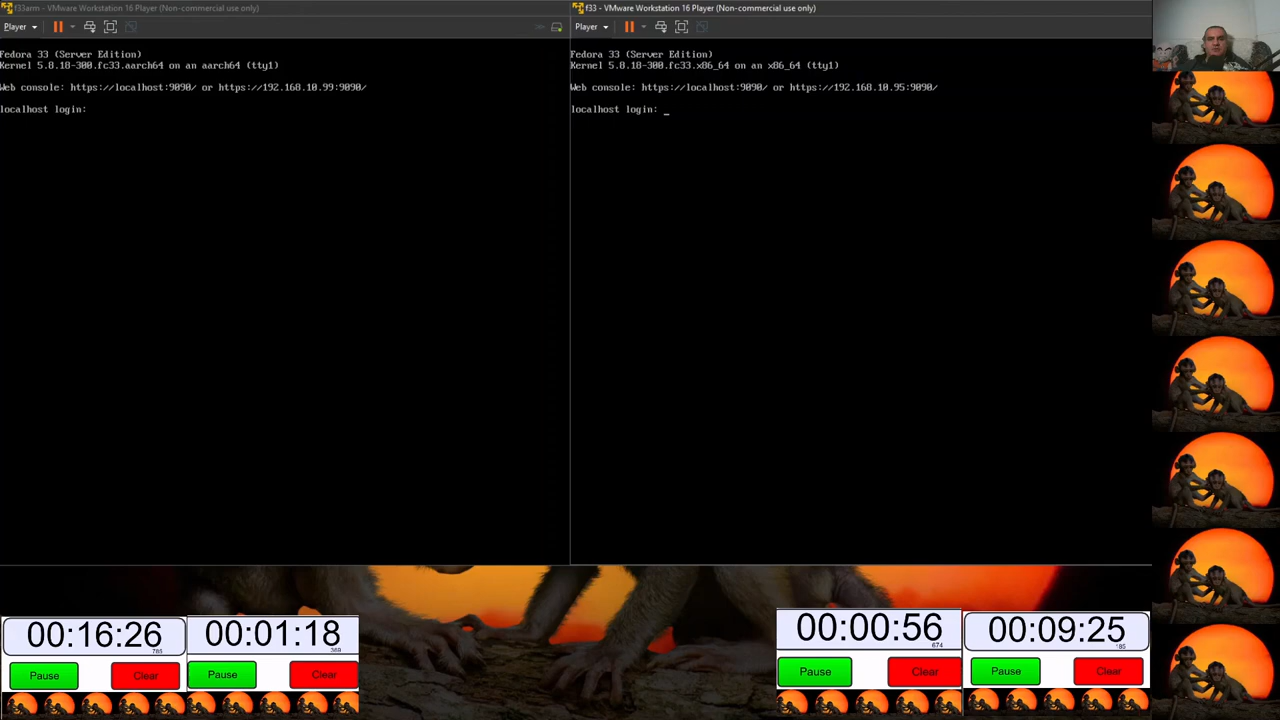 f33arm - VMware Workstation 16 Player (Non-commercial use only)
Player
Fedora 33 (Server Edition)
Kernel 5.8.18-300.fc33.aarch64 on an aarch64 (tty1)
Web console: https://localhost:9090/ or https://192.168.10.99:9090/
localhost login:
f33 - VMware Workstation 16 Player (Non-commercial use only)
Player
Fedora 33 (Server Edition)
Kernel 5.8.18-300.fc33.x86_64 on an x86_64 (tty1)
Web console: https://localhost:9090/ or https://192.168.10.95:9090/
localhost login: _
00:16:26
785
Pause
Clear
00:01:18
369
Pause
Clear
00:00:56
674
Pause
Clear
00:09:25
185
Pause
Clear